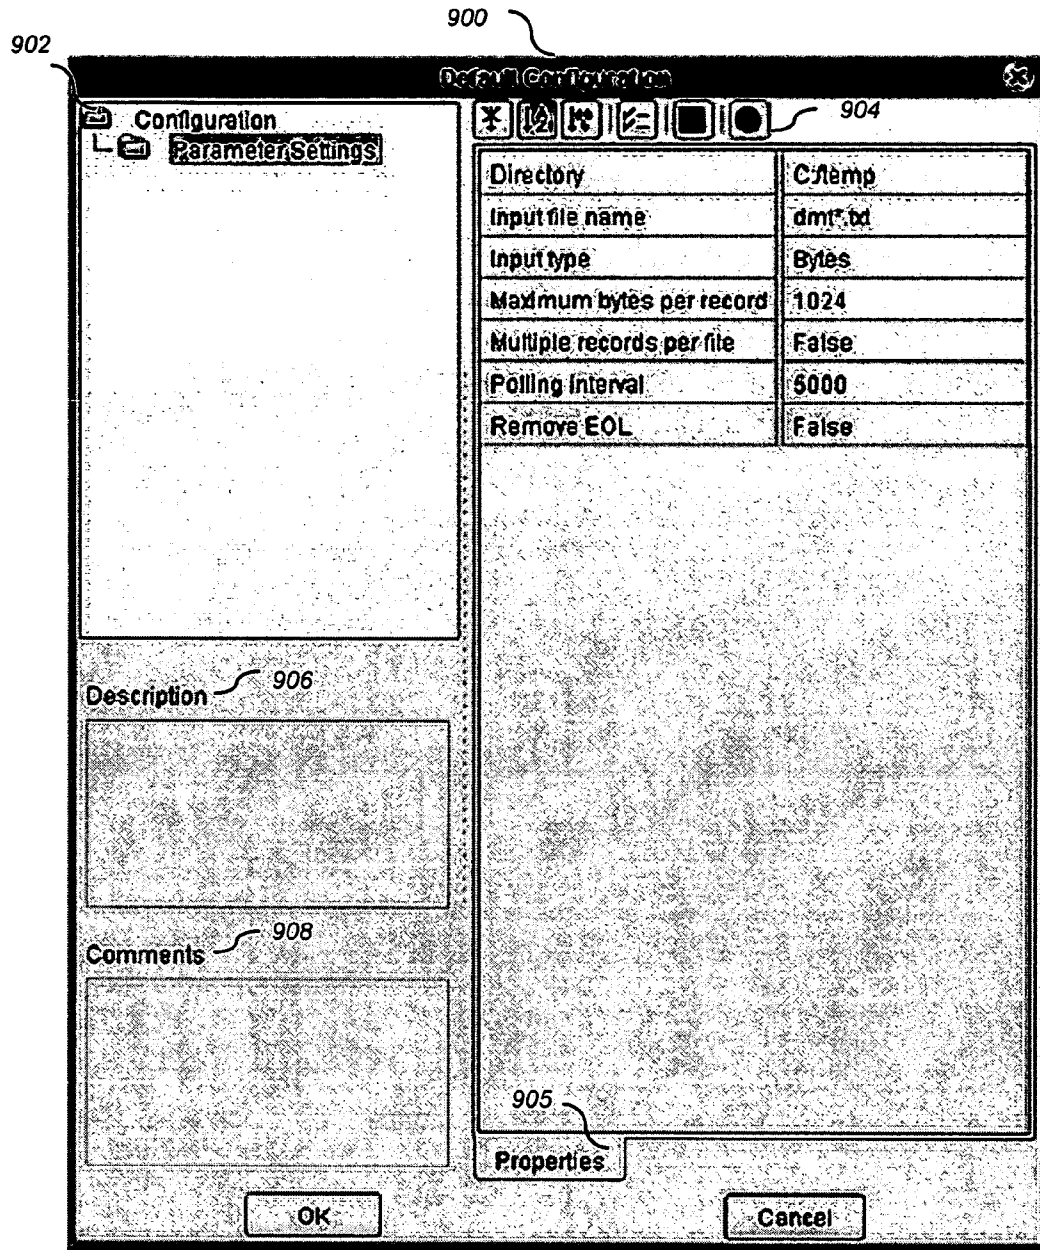 900
902
Default Configuration
Configuration
Parameter Settings
904
Directory C:/temp
Input file name dmt*.txt
Input type Bytes
Maximum bytes per record 1024
Multiple records per file False
Polling Interval 5000
Remove EOL False
Description 906
Comments 908
905
Properties
OK Cancel